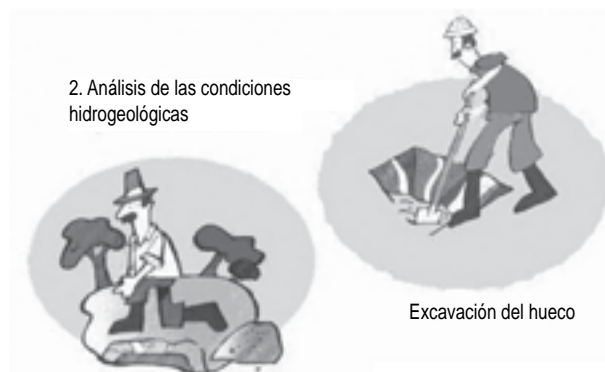 2. Análisis de las condiciones
hidrogeológicas
Excavación del hueco